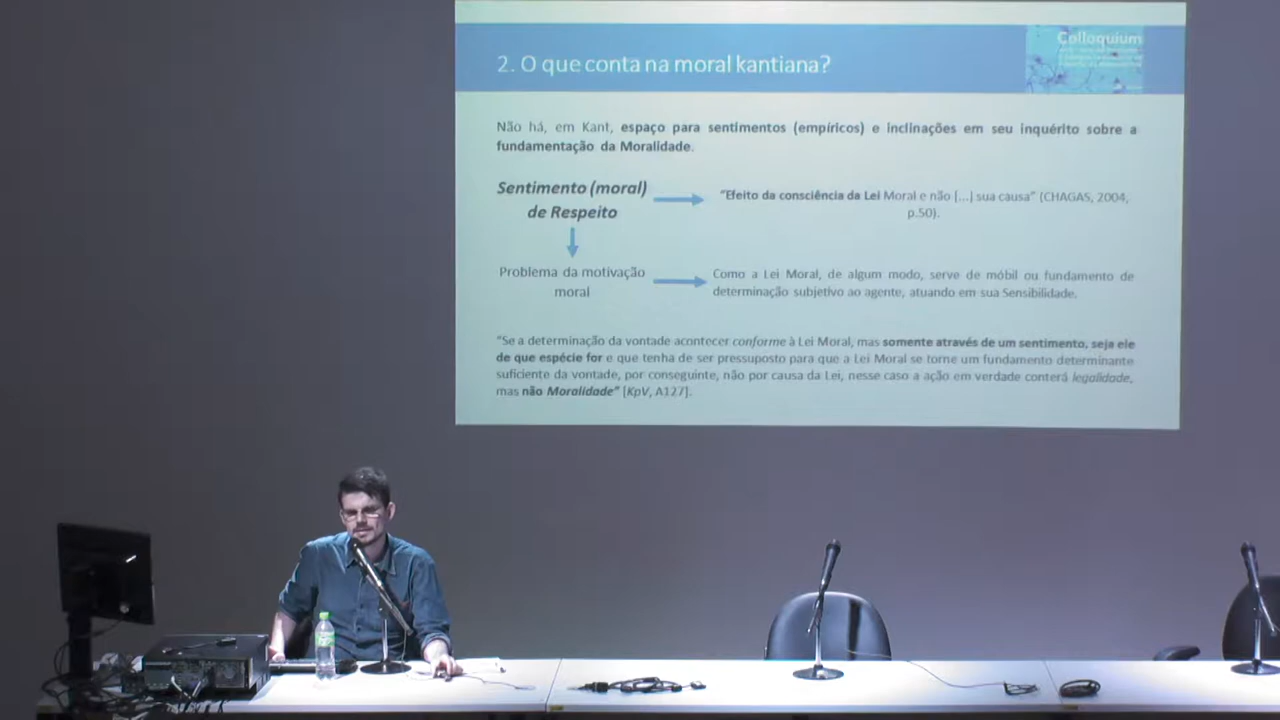 Colloquium
2. O que conta na moral kantiana?
Não há, em Kant, espaço para sentimentos (empíricos) e inclinações em seu inquérito sobre a
fundamentação da Moralidade.
Sentimento (moral)
de Respeito
"Efeito da consciência da Lei Moral e não [...] sua causa" (CHAGAS, 2004,
p.50).
Problema da motivação
moral
Como a Lei Moral, de algum modo, serve de móbil ou fundamento de
determinação subjetivo ao agente, atuando em sua Sensibilidade.
"Se a determinação da vontade acontecer conforme à Lei Moral, mas somente através de um sentimento, seja ele
de que espécie for e que tenha de ser pressuposto para que a Lei Moral se torne um fundamento determinante
suficiente da vontade, por conseguinte, não por causa da Lei, nesse caso a ação em verdade conterá legalidade,
mas não Moralidade" [KpV, A127].